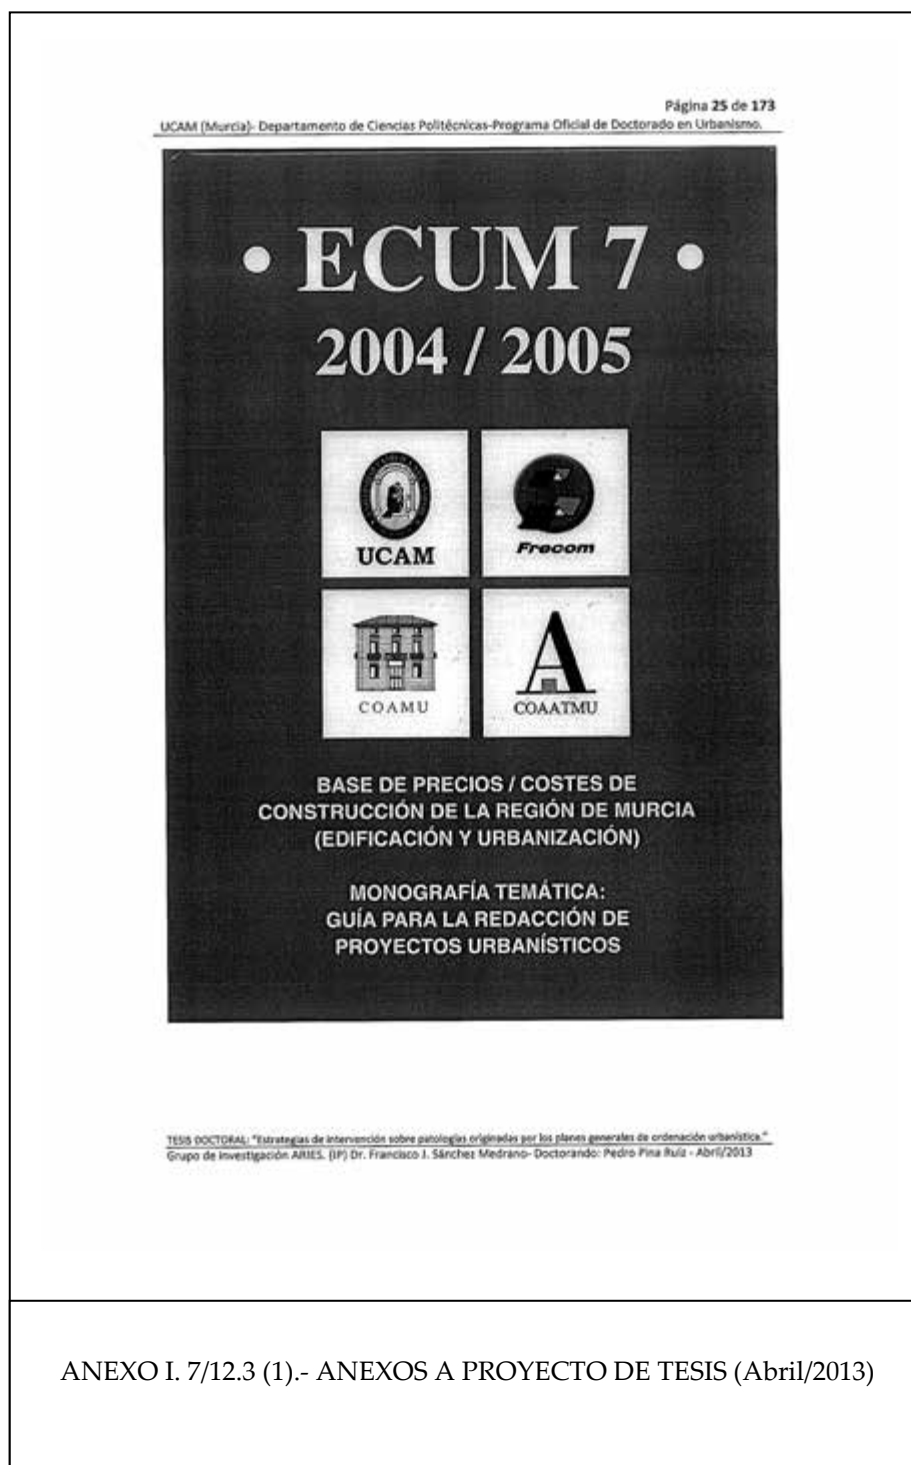 Página 25 de 173
UCAM (Murcia)- Departamento de Ciencias Politécnicas-Programa Oficial de Doctorado en Urbanismo.
• ECUM 7 •
2004 / 2005
UCAM
Frecom
COAMU
A
COAATMU
BASE DE PRECIOS / COSTES DE
CONSTRUCCIÓN DE LA REGIÓN DE MURCIA
(EDIFICACIÓN Y URBANIZACIÓN)
MONOGRAFÍA TEMÁTICA:
GUÍA PARA LA REDACCIÓN DE
PROYECTOS URBANÍSTICOS
TESIS DOCTORAL: "Estrategias de intervención sobre patologías originadas por los planes generales de ordenación urbanística."
Grupo de investigación ARIES. (IP) Dr. Francisco J. Sánchez Medrano- Doctorando: Pedro Pina Ruiz - Abril/2013
ANEXO I. 7/12.3 (1).- ANEXOS A PROYECTO DE TESIS (Abril/2013)